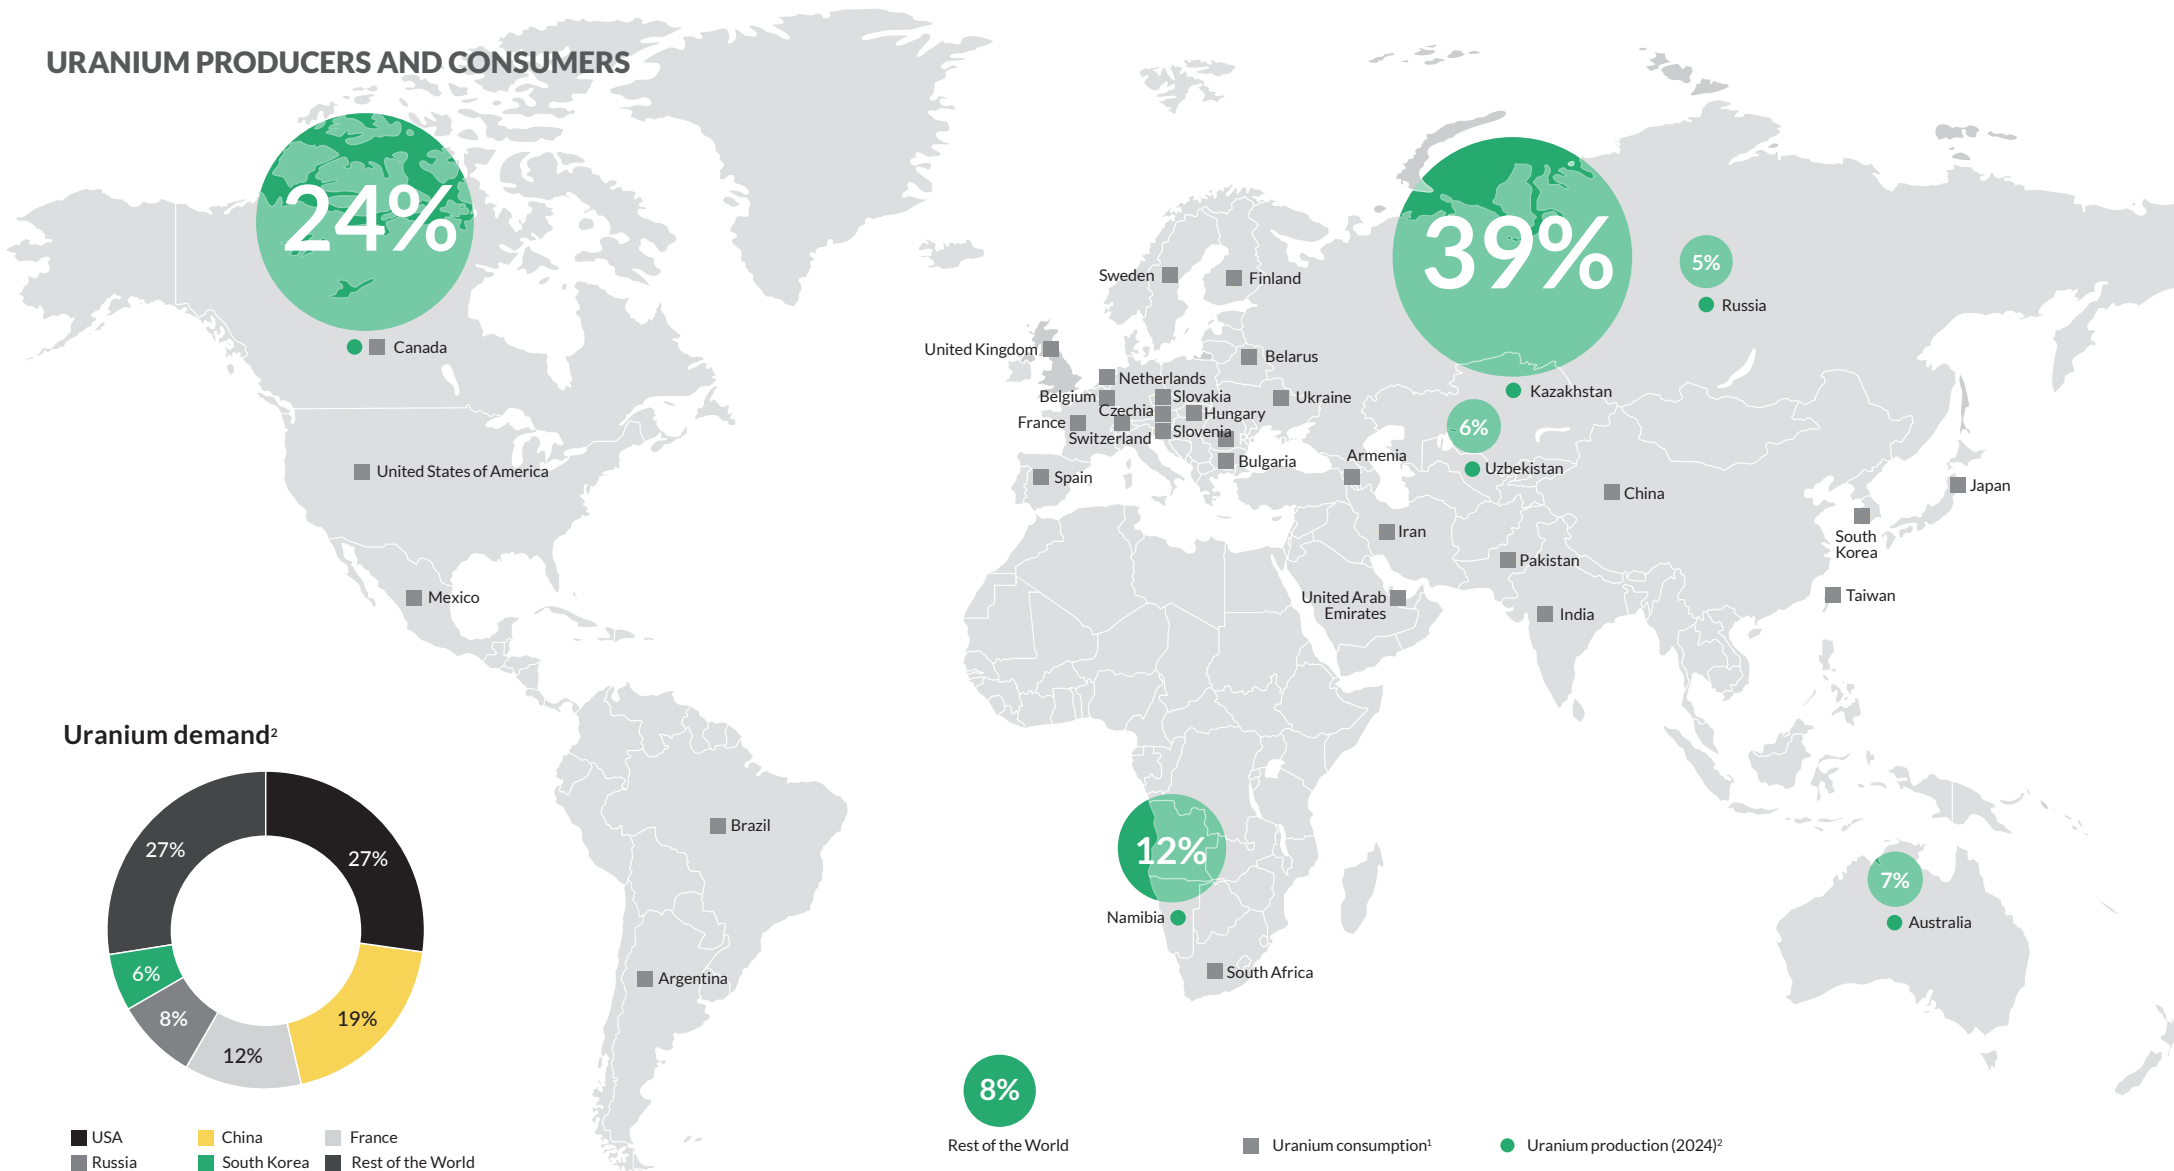 URANIUM PRODUCERS AND CONSUMERS
24%
39%
5%
Sweden
Finland
Russia
Canada
United Kingdom
Belarus
Netherlands
Kazakhstan
Belgium
Slovakia
Ukraine
Czechia
Hungary
France
6%
Switzerland
Slovenia
Armenia
Bulgaria
Uzbekistan
United States of America
Spain
China
Japan
Iran
South
Korea
Pakistan
Mexico
United Arab
Emirates
Taiwan
India
Uranium demand²
27%
27%
6%
8%
12%
19%
USA
China
France
Russia
South Korea
Rest of the World
Brazil
Argentina
12%
Namibia
South Africa
7%
Australia
8%
Rest of the World
Uranium consumption¹
Uranium production (2024)²